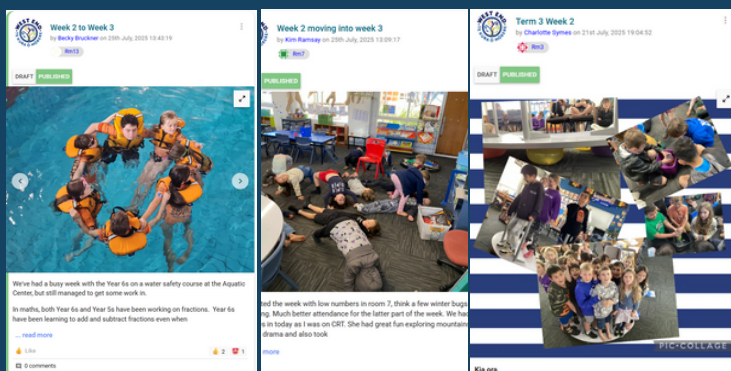 WEST END
Week 2 to Week 3
by Becky Bruckner on 25th July, 2025 13:43:19
Rm13
DRAFT PUBLISHED
We've had a busy week with the Year 6s on a water safety course at the Aquatic
Center, but still managed to get some work in.
In maths, both Year 6s and Year 5s have been working on fractions. Year 6s
have been learning to add and subtract fractions even when
... read more
Like
2
1
0 comments
Week 2 moving into week 3
by Kim Ramsay on 25th July, 2025 13:09:17
Rm7
PUBLISHED
ted the week with low numbers in room 7, think a few winter bugs
ng. Much better attendance for the latter part of the week. We had
s in today as I was on CRT. She had great fun exploring mountain
drama and also took
more
WEST END
Term 3 Week 2
by Charlotte Symes on 21st July, 2025 19:04:52
Rm3
DRAFT PUBLISHED
PIC•COLLAGE
Kia ora